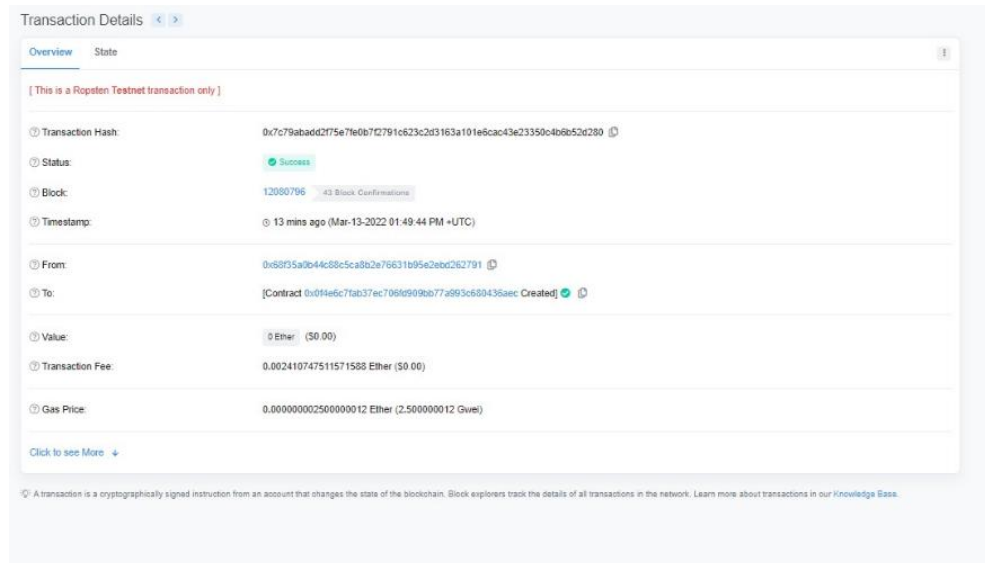 Transaction Details < >
Overview State
[ This is a Ropsten Testnet transaction only ]
Transaction Hash: 0x7c79abadd2f75e7fe0b7f2791c623c2d3163a101e6cac43e23350c4b6b52d280
Status: Success
Block: 12080796 43 Block Confirmations
Timestamp: 13 mins ago (Mar-13-2022 01:49:44 PM +UTC)
From: 0x68f35a0b44c88c5ca8b2e76631b95e2ebd262791
To: [Contract 0x0f4e6c7fab37ec706fd909bb77a993c680436aec Created]
Value: 0 Ether ($0.00)
Transaction Fee: 0.002410747511571588 Ether ($0.00)
Gas Price: 0.000000002500000012 Ether (2.500000012 Gwei)
Click to see More ↓
A transaction is a cryptographically signed instruction from an account that changes the state of the blockchain. Block explorers track the details of all transactions in the network. Learn more about transactions in our Knowledge Base.